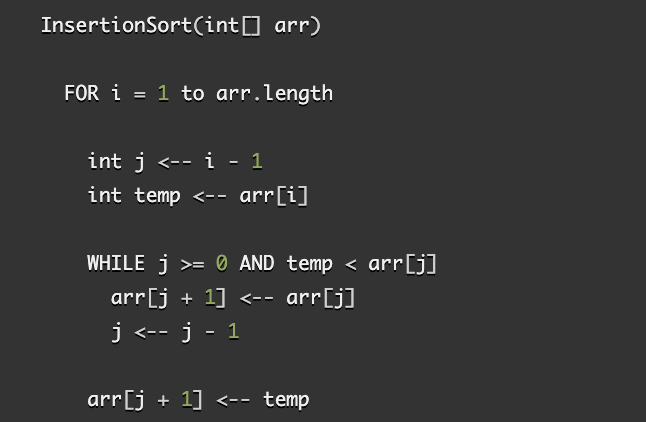 InsertionSort(int[] arr)
FOR i = 1 to arr.length
int j <-- i - 1
int temp <-- arr[i]
WHILE j >= 0 AND temp < arr[j]
arr[j + 1] <-- arr[j]
j <-- j - 1
arr[j + 1] <-- temp